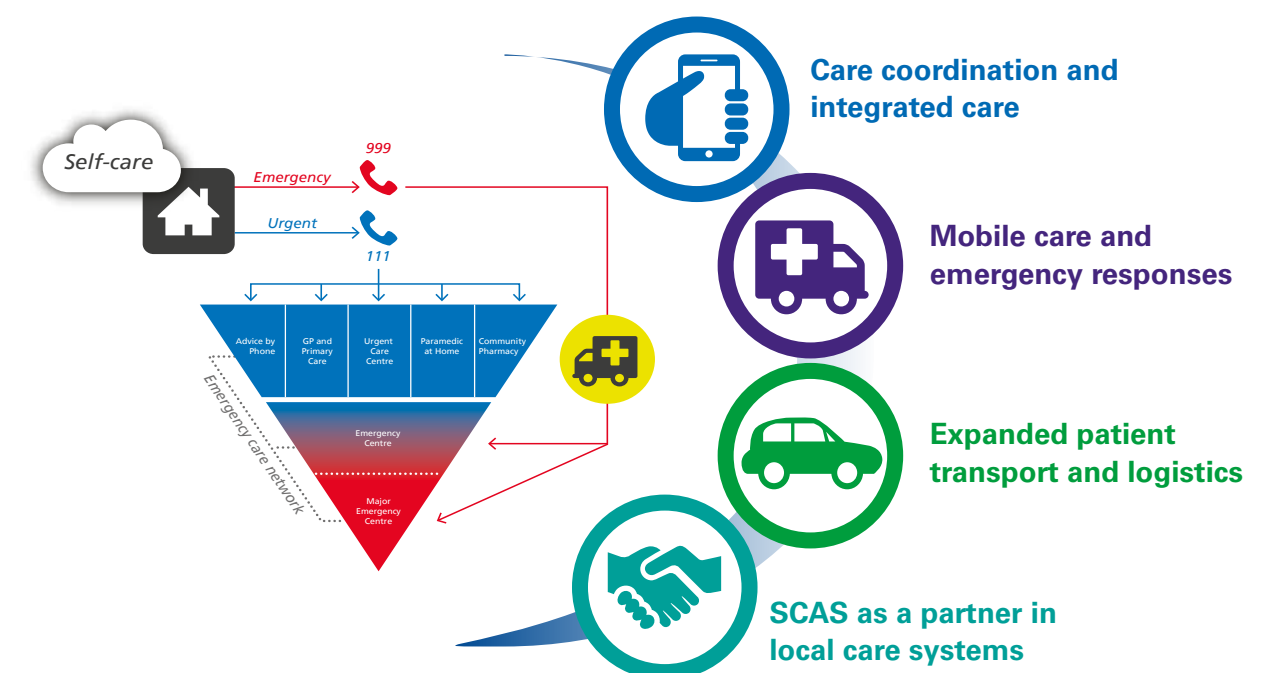 Self-care
999
Emergency
Urgent
111
Advice by
Phone
GP and
Primary
Care
Urgent
Care
Centre
Paramedic
at Home
Community
Pharmacy
Emergency care network
Emergency
Centre
Major
Emergency
Centre
Care coordination and
integrated care
Mobile care and
emergency responses
Expanded patient
transport and logistics
SCAS as a partner in
local care systems